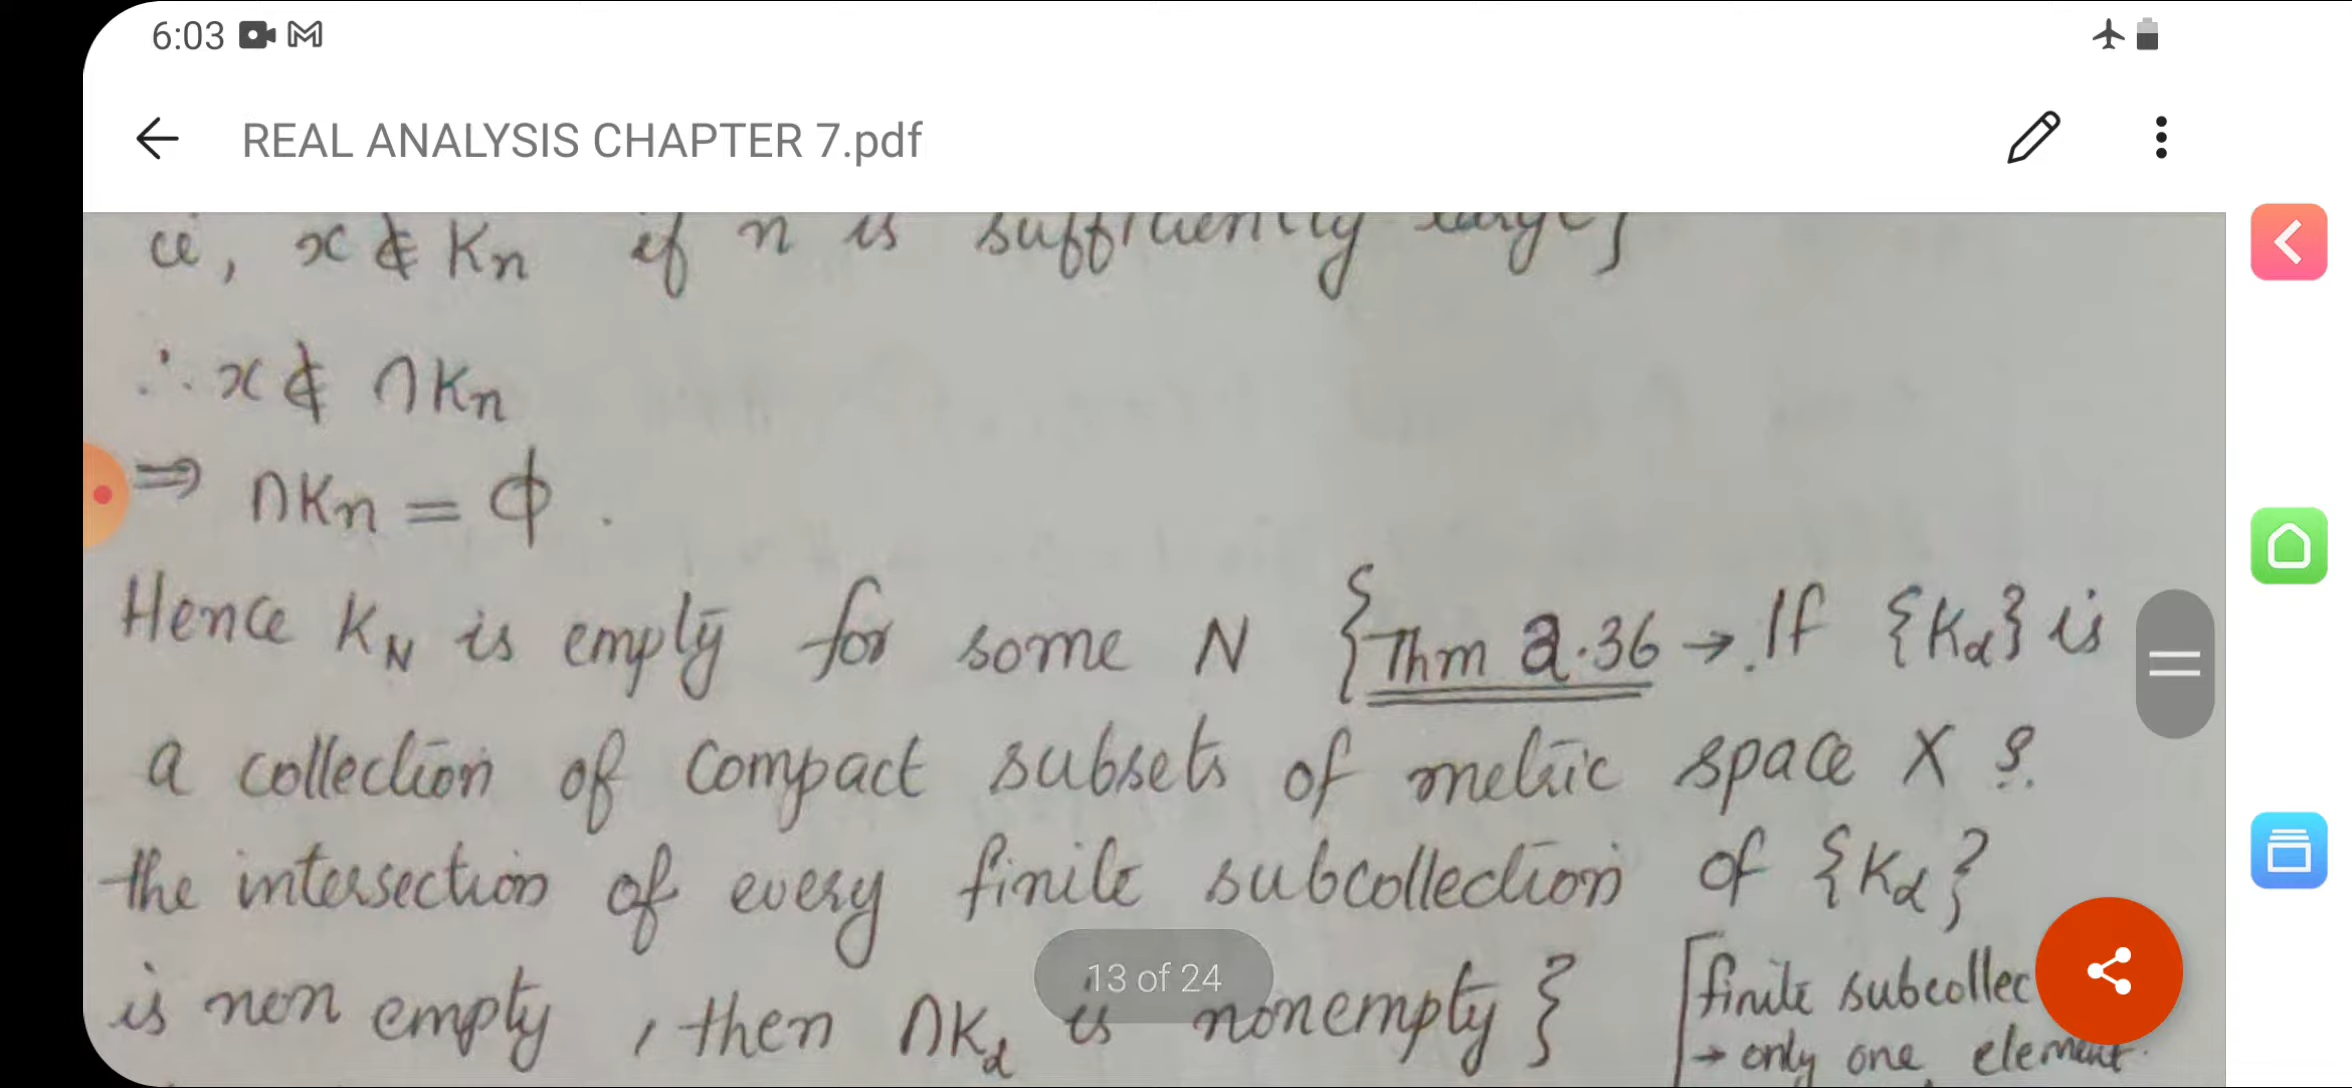 6:03
REAL ANALYSIS CHAPTER 7.pdf
ie, x ∉ Kn if n is sufficiently large}
∴ x ∉ ∩Kn
⇒ ∩Kn = ϕ.
Hence KN is empty for some N {Thm 2.36 → If {Kα} is
a collection of compact subsets of metric space X ∋
the intersection of every finite subcollection of {Kα}
is non empty, then ∩Kα is nonempty} [finite subcollec
13 of 24
→ only one element.